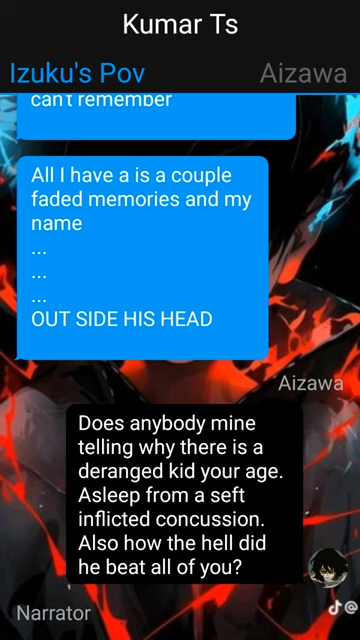 Kumar Ts
Izuku's Pov Aizawa
can't remember
All I have a is a couple
faded memories and my
name
...
...
...
OUT SIDE HIS HEAD
Aizawa
Does anybody mine
telling why there is a
deranged kid your age.
Asleep from a seft
inflicted concussion.
Also how the hell did
he beat all of you?
@
Narrator